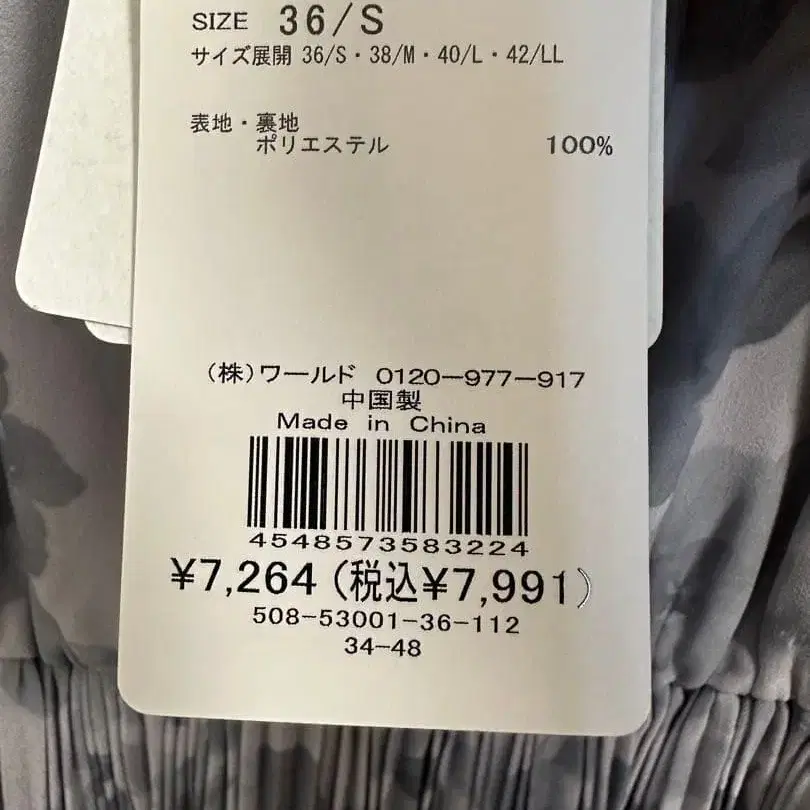 SIZE 36/S
サイズ展開 36/S・38/M・40/L・42/LL
表地・裏地
ポリエステル 100%
(株)ワールド 0120-977-917
中国製
Made in China
4548573583224
¥7,264(税込¥7,991)
508-53001-36-112
34-48